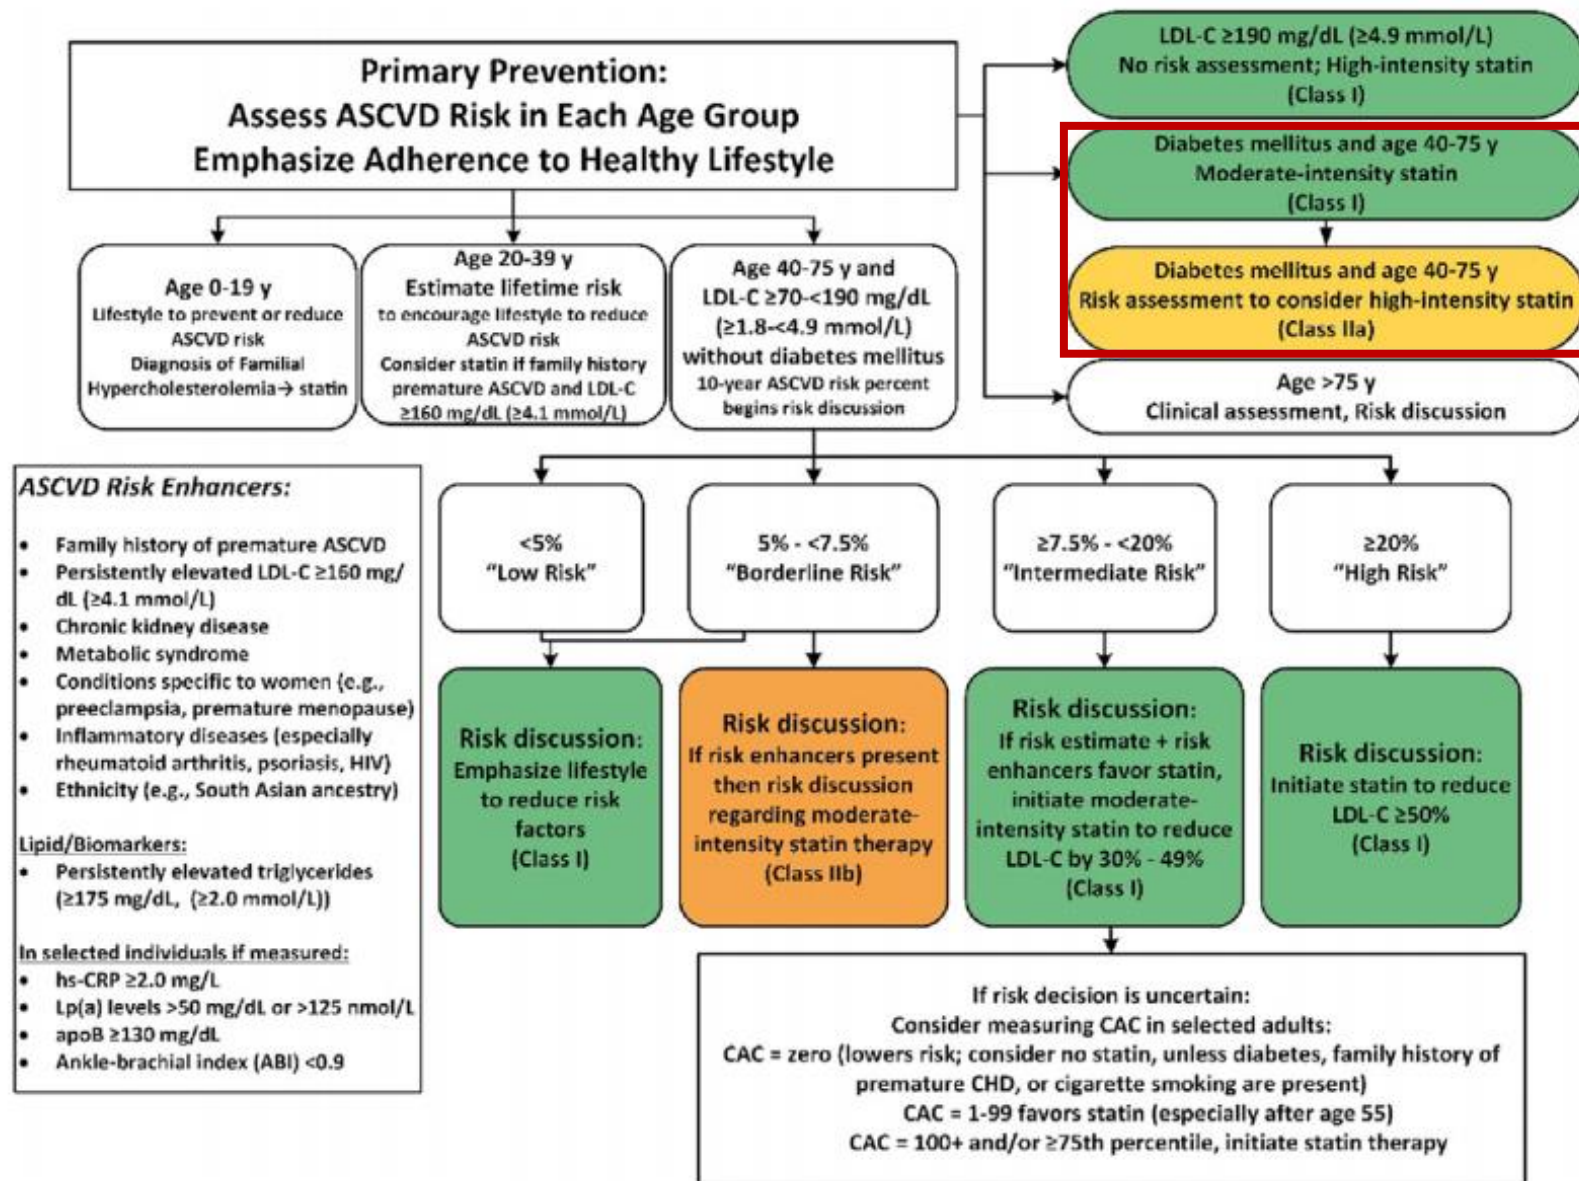 Primary Prevention:
Assess ASCVD Risk in Each Age Group
Emphasize Adherence to Healthy Lifestyle
LDL-C ≥190 mg/dL (≥4.9 mmol/L)
No risk assessment; High-intensity statin
(Class I)
Diabetes mellitus and age 40-75 y
Moderate-intensity statin
(Class I)
Diabetes mellitus and age 40-75 y
Risk assessment to consider high-intensity statin
(Class IIa)
Age >75 y
Clinical assessment, Risk discussion
Age 0-19 y
Lifestyle to prevent or reduce
ASCVD risk
Diagnosis of Familial
Hypercholesterolemia→ statin
Age 20-39 y
Estimate lifetime risk
to encourage lifestyle to reduce
ASCVD risk
Consider statin if family history
premature ASCVD and LDL-C
≥160 mg/dL (≥4.1 mmol/L)
Age 40-75 y and
LDL-C ≥70-<190 mg/dL
(≥1.8-<4.9 mmol/L)
without diabetes mellitus
10-year ASCVD risk percent
begins risk discussion
ASCVD Risk Enhancers:
• Family history of premature ASCVD
• Persistently elevated LDL-C ≥160 mg/
dL (≥4.1 mmol/L)
• Chronic kidney disease
• Metabolic syndrome
• Conditions specific to women (e.g.,
preeclampsia, premature menopause)
• Inflammatory diseases (especially
rheumatoid arthritis, psoriasis, HIV)
• Ethnicity (e.g., South Asian ancestry)
Lipid/Biomarkers:
• Persistently elevated triglycerides
(≥175 mg/dL, (≥2.0 mmol/L))
In selected individuals if measured:
• hs-CRP ≥2.0 mg/L
• Lp(a) levels >50 mg/dL or >125 nmol/L
• apoB ≥130 mg/dL
• Ankle-brachial index (ABI) <0.9
<5%
"Low Risk"
5% - <7.5%
"Borderline Risk"
≥7.5% - <20%
"Intermediate Risk"
≥20%
"High Risk"
Risk discussion:
Emphasize lifestyle
to reduce risk
factors
(Class I)
Risk discussion:
If risk enhancers present
then risk discussion
regarding moderate-
intensity statin therapy
(Class IIb)
Risk discussion:
If risk estimate + risk
enhancers favor statin,
initiate moderate-
intensity statin to reduce
LDL-C by 30% - 49%
(Class I)
Risk discussion:
Initiate statin to reduce
LDL-C ≥50%
(Class I)
If risk decision is uncertain:
Consider measuring CAC in selected adults:
CAC = zero (lowers risk; consider no statin, unless diabetes, family history of
premature CHD, or cigarette smoking are present)
CAC = 1-99 favors statin (especially after age 55)
CAC = 100+ and/or ≥75th percentile, initiate statin therapy